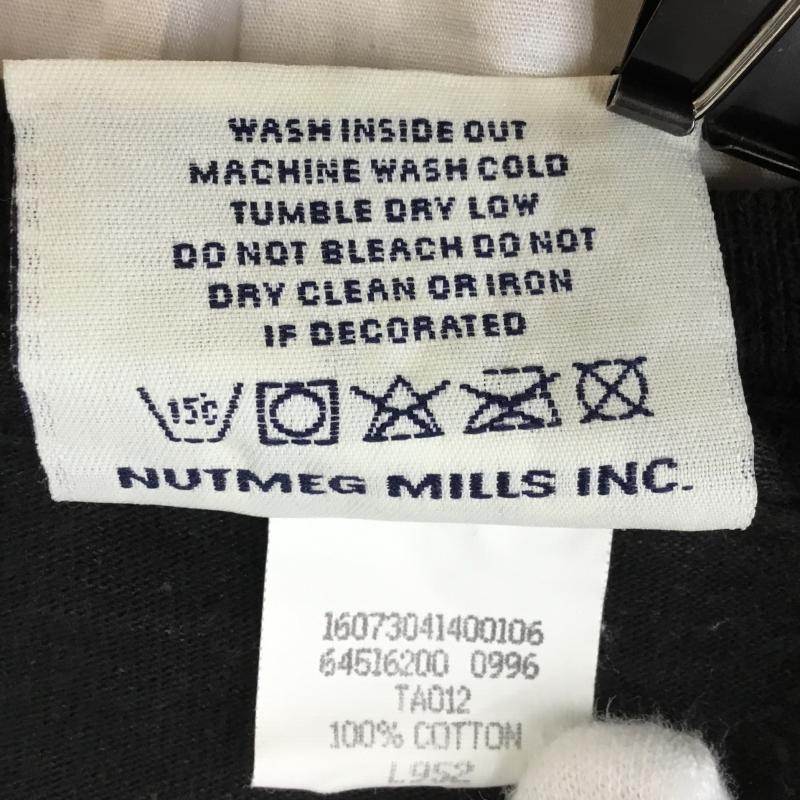 WASH INSIDE OUT
MACHINE WASH COLD
TUMBLE DRY LOW
DO NOT BLEACH DO NOT
DRY CLEAN OR IRON
IF DECORATED
15°C
NUTMEG MILLS INC.
16073041400106
64516200 0996
TA012
100% COTTON
L952